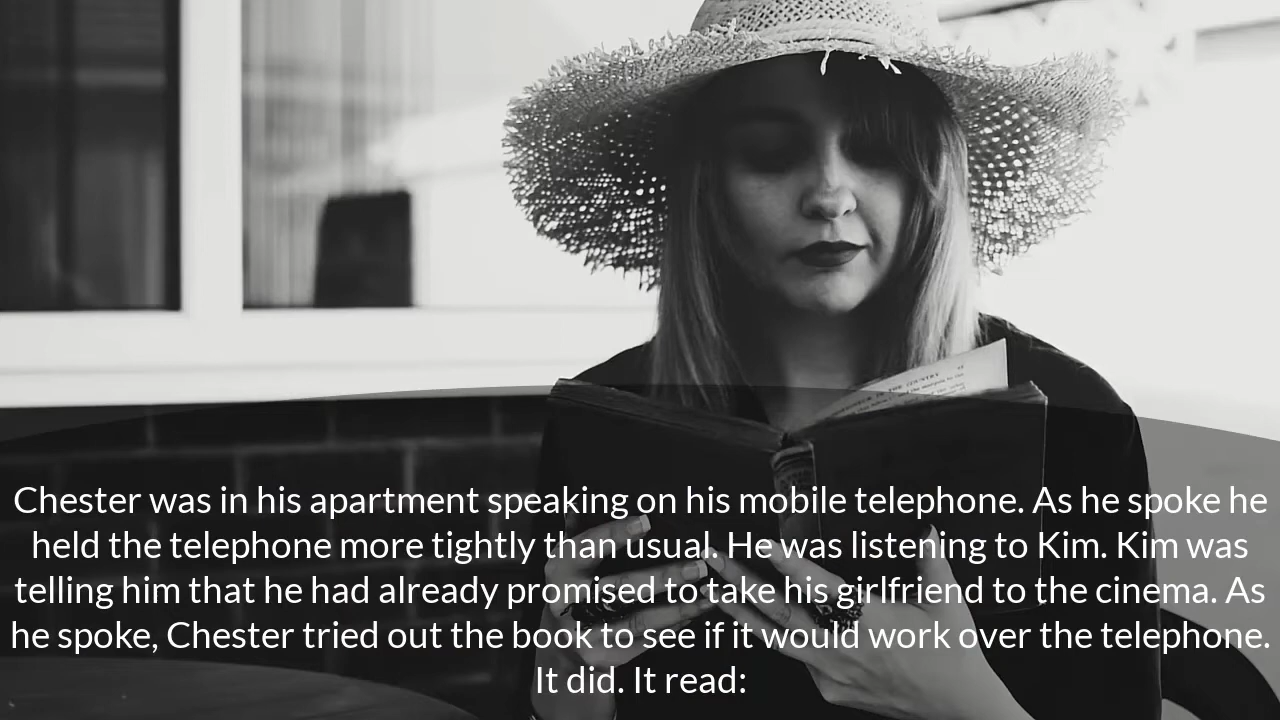 Chester was in his apartment speaking on his mobile telephone. As he spoke he
held the telephone more tightly than usual. He was listening to Kim. Kim was
telling him that he had already promised to take his girlfriend to the cinema. As
he spoke, Chester tried out the book to see if it would work over the telephone.
It did. It read: